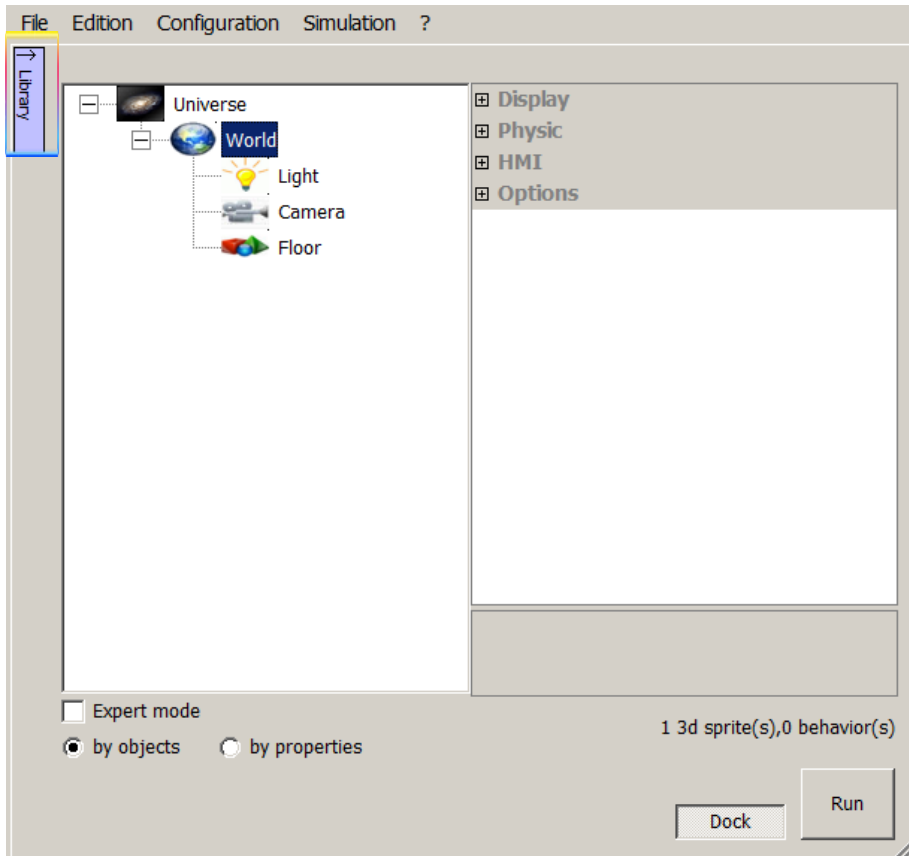 File Edition Configuration Simulation ?
↑ Library
Universe
World
Light
Camera
Floor
Display
Physic
HMI
Options
Expert mode
by objects by properties
1 3d sprite(s),0 behavior(s)
Dock
Run